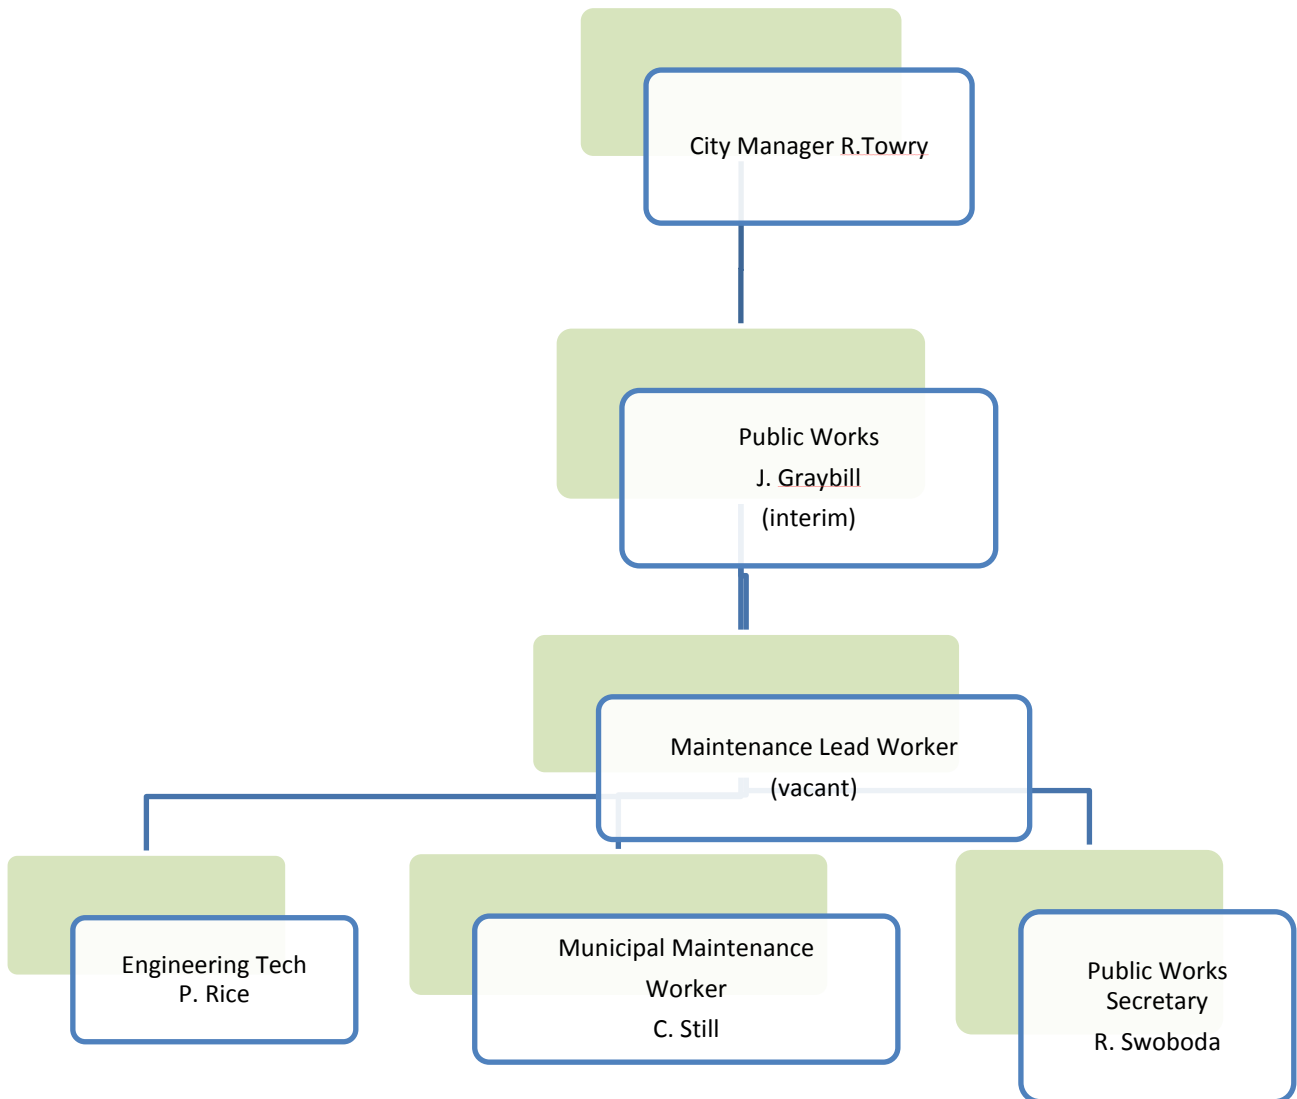 City Manager R.Towry
Public Works
J. Graybill
(interim)
Maintenance Lead Worker
(vacant)
Engineering Tech
P. Rice
Municipal Maintenance
Worker
C. Still
Public Works
Secretary
R. Swoboda